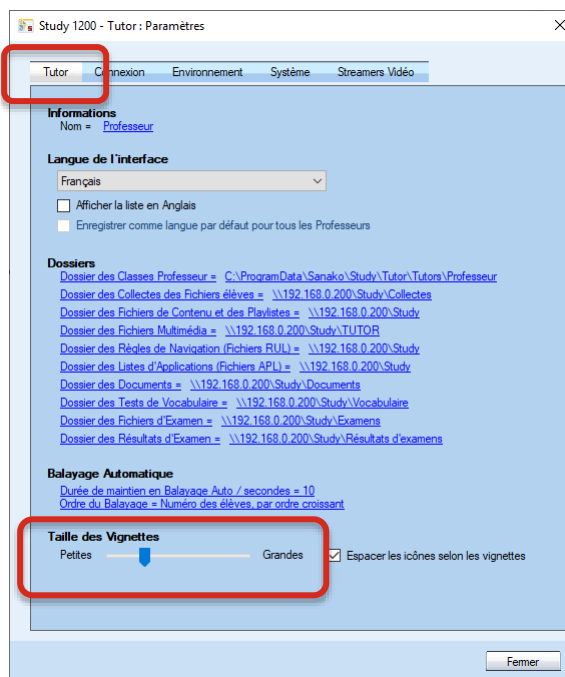 Study 1200 - Tutor : Paramètres
Tutor Connexion Environnement Système Streamers Vidéo
Informations
Nom = Professeur
Langue de l'interface
Français
Afficher la liste en Anglais
Enregistrer comme langue par défaut pour tous les Professeurs
Dossiers
Dossier des Classes Professeur = C:\ProgramData\Sanako\Study\Tutor\Tutors\Professeur
Dossier des Collectes des Fichiers élèves = \\192.168.0.200\Study\Collectes
Dossier des Fichiers de Contenu et des Playlistes = \\192.168.0.200\Study
Dossier des Fichiers Multimédia = \\192.168.0.200\Study\TUTOR
Dossier des Règles de Navigation (Fichiers RUL) = \\192.168.0.200\Study
Dossier des Listes d'Applications (Fichiers APL) = \\192.168.0.200\Study
Dossier des Documents = \\192.168.0.200\Study\Documents
Dossier des Tests de Vocabulaire = \\192.168.0.200\Study\Vocabulaire
Dossier des Fichiers d'Examen = \\192.168.0.200\Study\Examens
Dossier des Résultats d'Examen = \\192.168.0.200\Study\Résultats d'examens
Balayage Automatique
Durée de maintien en Balayage Auto / secondes = 10
Ordre du Balayage = Numéro des élèves, par ordre croissant
Taille des Vignettes
Petites Grandes Espacer les icônes selon les vignettes
Fermer